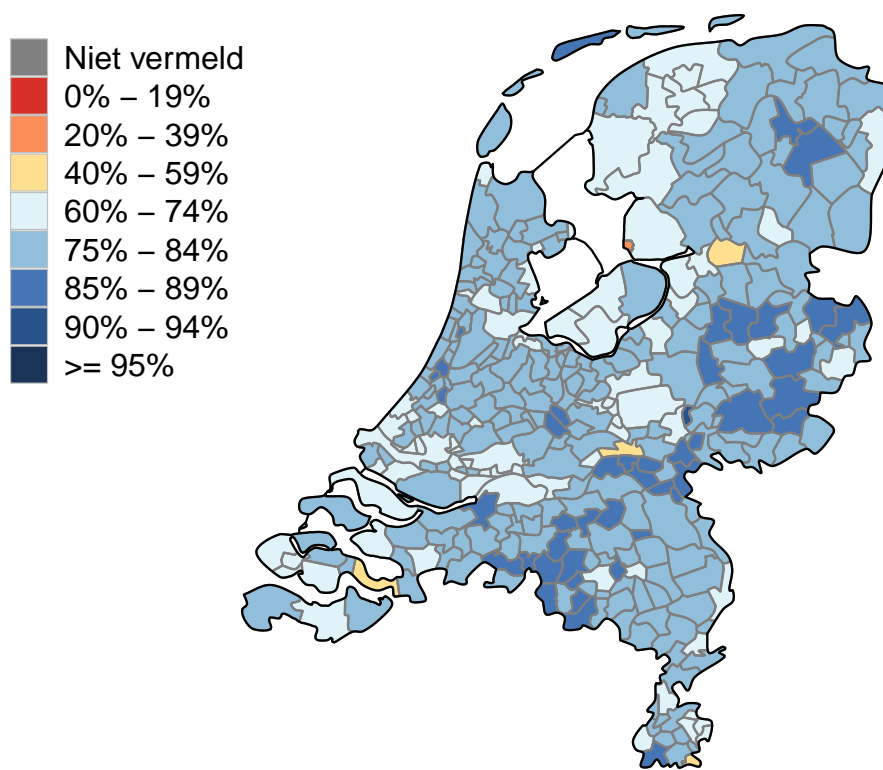 Niet vermeld
0% – 19%
20% – 39%
40% – 59%
60% – 74%
75% – 84%
85% – 89%
90% – 94%
>= 95%